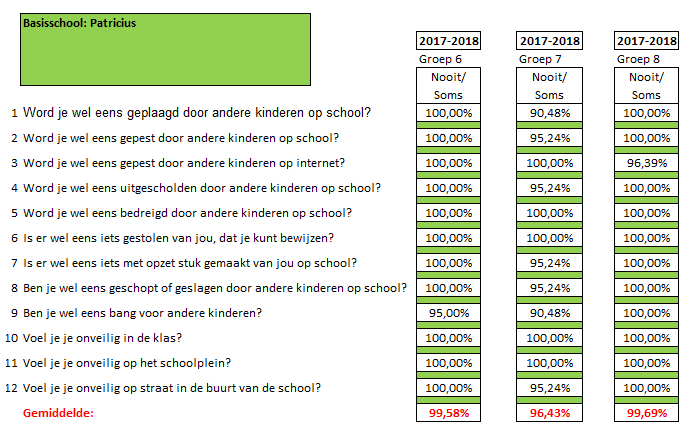 Basisschool: Patricius
2017-2018 2017-2018 2017-2018
Groep 6 Groep 7 Groep 8
Nooit/ Nooit/ Nooit/
Soms Soms Soms
1 Word je wel eens geplaagd door andere kinderen op school? 100,00% 90,48% 100,00%
2 Word je wel eens gepest door andere kinderen op school? 100,00% 95,24% 100,00%
3 Word je wel eens gepest door andere kinderen op internet? 100,00% 100,00% 96,39%
4 Word je wel eens uitgescholden door andere kinderen op school? 100,00% 95,24% 100,00%
5 Word je wel eens bedreigd door andere kinderen op school? 100,00% 100,00% 100,00%
6 Is er wel eens iets gestolen van jou, dat je kunt bewijzen? 100,00% 100,00% 100,00%
7 Is er wel eens iets met opzet stuk gemaakt van jou op school? 100,00% 95,24% 100,00%
8 Ben je wel eens geschopt of geslagen door andere kinderen op school? 100,00% 95,24% 100,00%
9 Ben je wel eens bang voor andere kinderen? 95,00% 90,48% 100,00%
10 Voel je je onveilig in de klas? 100,00% 100,00% 100,00%
11 Voel je je onveilig op het schoolplein? 100,00% 100,00% 100,00%
12 Voel je je onveilig op straat in de buurt van de school? 100,00% 95,24% 100,00%
Gemiddelde: 99,58% 96,43% 99,69%